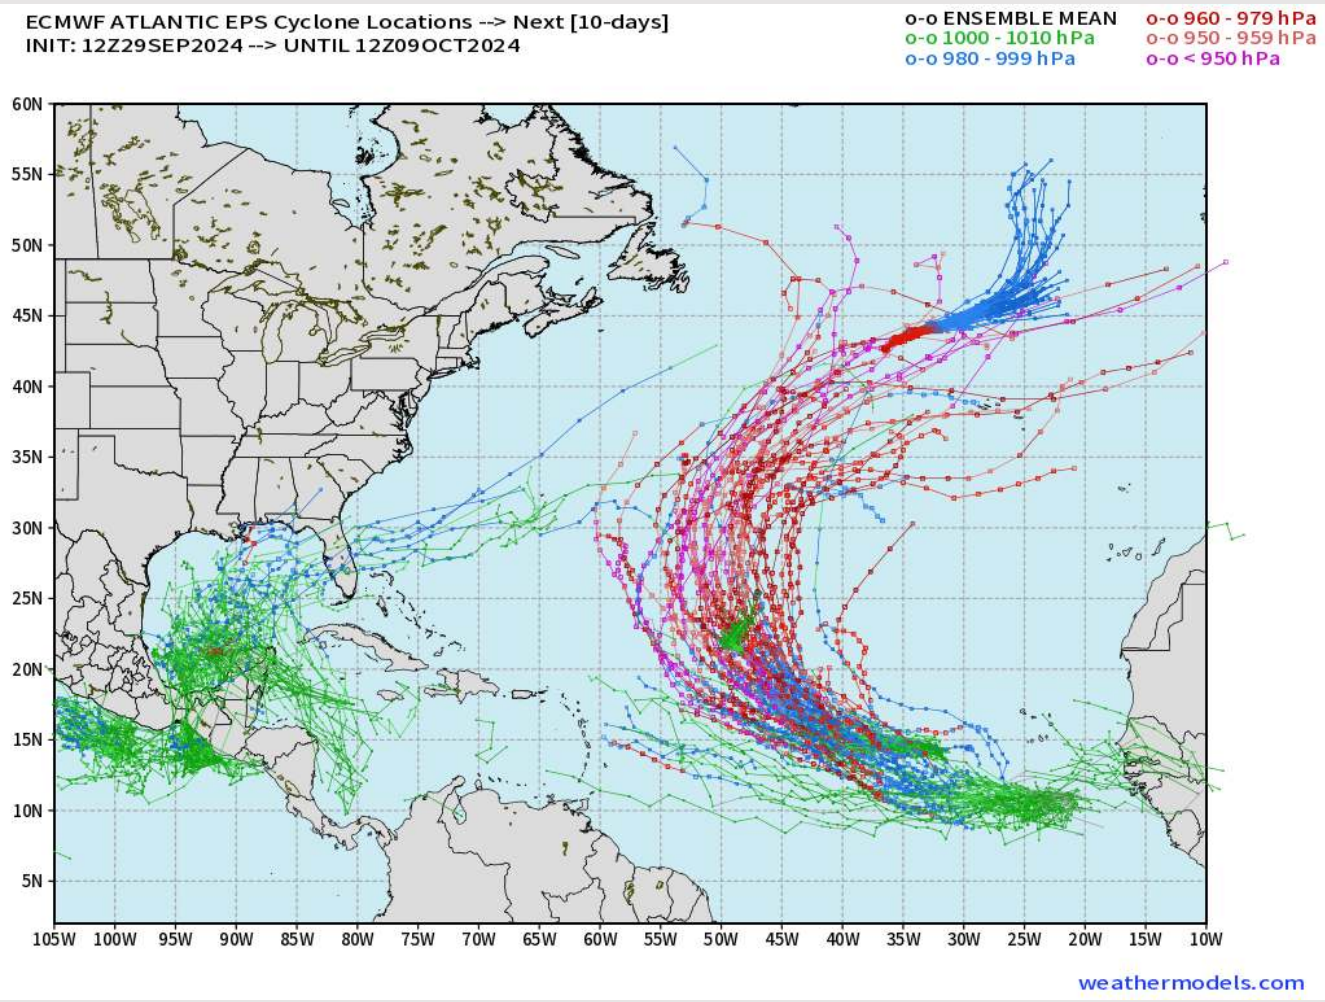 ECMWF ATLANTIC EPS Cyclone Locations --> Next [10-days]
INIT: 12Z29SEP2024 --> UNTIL 12Z09OCT2024
o-o ENSEMBLE MEAN
o-o 960 - 979 hPa
o-o 1000 - 1010 hPa
o-o 950 - 959 hPa
o-o 980 - 999 hPa
o-o < 950 hPa
60N
55N
50N
45N
40N
35N
30N
25N
20N
15N
10N
5N
105W 100W 95W 90W 85W 80W 75W 70W 65W 60W 55W 50W 45W 40W 35W 30W 25W 20W 15W 10W
weathermodels.com